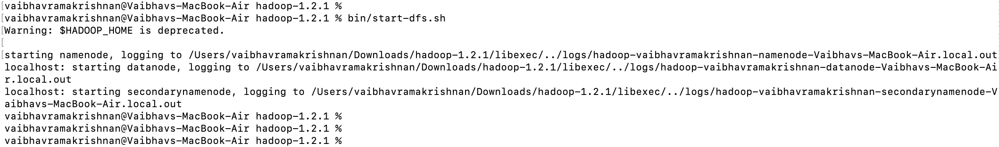 [vaibhavramakrishnan@Vaibhavs-MacBook-Air hadoop-1.2.1 %
[vaibhavramakrishnan@Vaibhavs-MacBook-Air hadoop-1.2.1 % bin/start-dfs.sh
[Warning: $HADOOP_HOME is deprecated.
[
[starting namenode, logging to /Users/vaibhavramakrishnan/Downloads/hadoop-1.2.1/libexec/../logs/hadoop-vaibhavramakrishnan-namenode-Vaibhavs-MacBook-Air.local.out]
localhost: starting datanode, logging to /Users/vaibhavramakrishnan/Downloads/hadoop-1.2.1/libexec/../logs/hadoop-vaibhavramakrishnan-datanode-Vaibhavs-MacBook-Ai
r.local.out
localhost: starting secondarynamenode, logging to /Users/vaibhavramakrishnan/Downloads/hadoop-1.2.1/libexec/../logs/hadoop-vaibhavramakrishnan-secondarynamenode-V
aibhavs-MacBook-Air.local.out
vaibhavramakrishnan@Vaibhavs-MacBook-Air hadoop-1.2.1 %
vaibhavramakrishnan@Vaibhavs-MacBook-Air hadoop-1.2.1 %
vaibhavramakrishnan@Vaibhavs-MacBook-Air hadoop-1.2.1 %